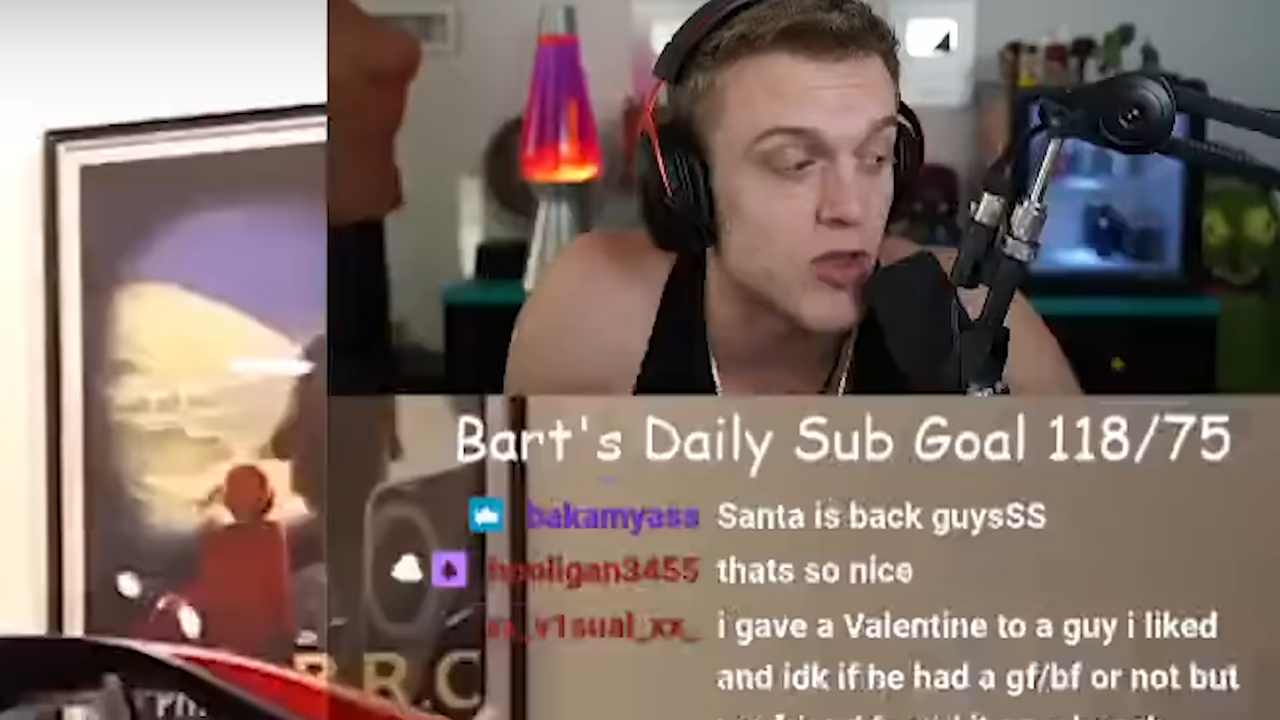 Bart's Daily Sub Goal 118/75
bakamyass Santa is back guysSS
hooligan3455 thats so nice
xx_v1sual_xx_ i gave a Valentine to a guy i liked
and idk if he had a gf/bf or not but
R.C